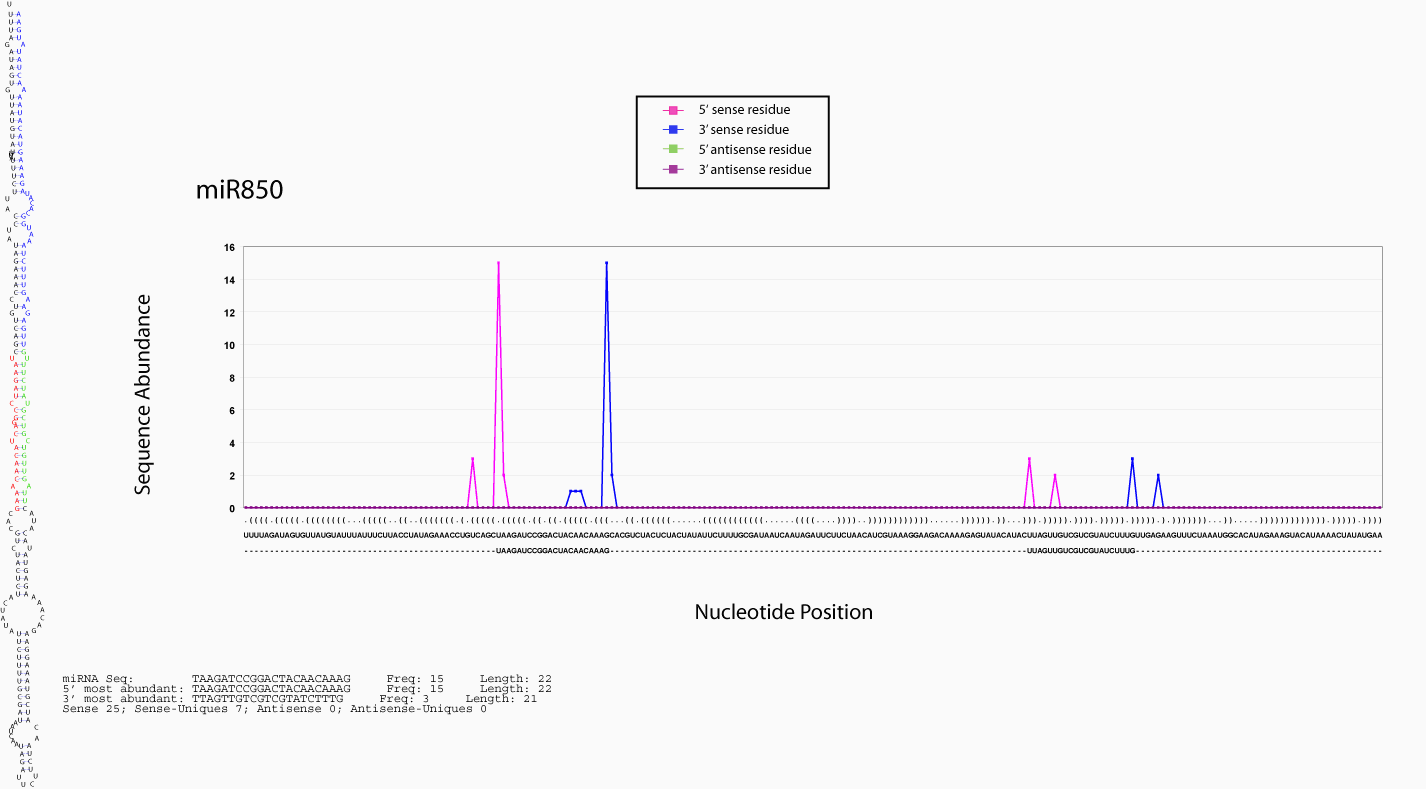 5’ sense residue
3’ sense residue
5’ antisense residue
3’ antisense residue
miR850
Sequence Abundance
16
14
12
10
8
6
4
2
0
UUUUAGAUAGUGUUAUGUAUUUAUUUCUUACCUAUAGAAACCUGUCAGCUAAGAUCCGGACUACAACAAAGCACGUCUACUCUACUAUAUUCUUUUGCGAUAAUCAAUAGAUUCUUCUAACAUCGUAAAGGAAGACAAAAGAGUAUACAUACUUAGUUGUCGUCGUAUCUUUGUUGAGAAGUUUCUAAAUGGCACAUAGAAAGUACAUAAAACUAUAUGAA
UAAGAUCCGGACUACAACAAAG UUAGUUGUCGUCGUAUCUUUG
Nucleotide Position
miRNA Seq: TAAGATCCGGACTACAACAAAG Freq: 15 Length: 22
5’ most abundant: TAAGATCCGGACTACAACAAAG Freq: 15 Length: 22
3’ most abundant: TTAGTTGTCGTCGTATCTTTG Freq: 3 Length: 21
Sense 25; Sense-Uniques 7; Antisense 0; Antisense-Uniques 0